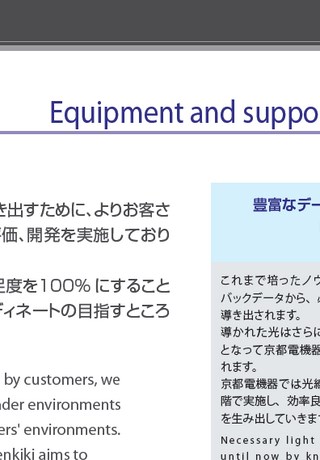 Equipment and suppo
き出すために、よりお客さ
価、開発を実施しており
足度を100％にすること
ディネートの目指すところ
by customers, we
der environments
ers' environments.
enkiki aims to
豊富なデー
これまで培ったノウ
バックデータから、
導き出されます。
導かれた光はさらに
となって京都電機器
れます。
京都電機器では光線
階で実施し、効率良
を生み出していきま
Necessary light
until now by kn